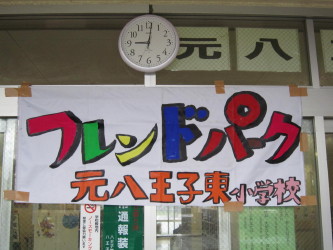 元八
フレンドパーク
元八王子東小学校
通報装